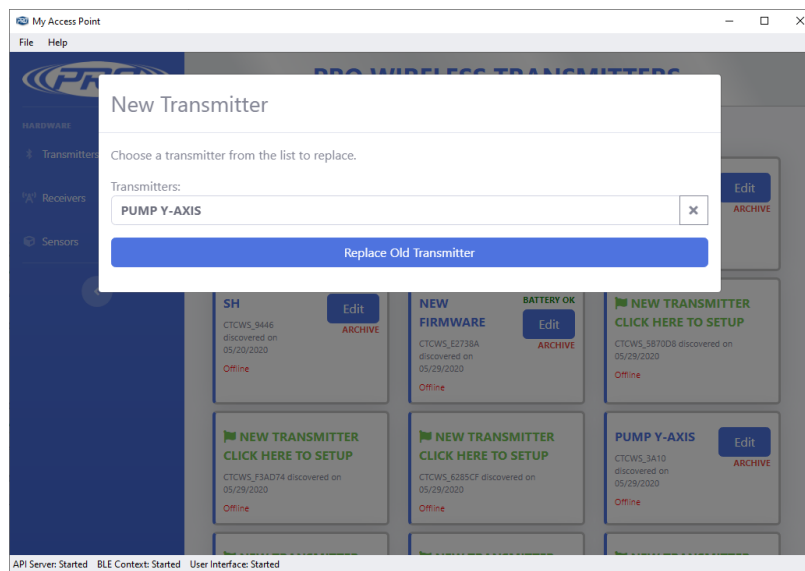 My Access Point
File Help
PRO WIRELESS TRANSMITTERS
New Transmitter
HARDWARE
Transmitters
Choose a transmitter from the list to replace.
Transmitters:
PUMP Y-AXIS
Replace Old Transmitter
Receivers
Sensors
Edit
ARCHIVE
SH
Edit
CTCWS_9446
ARCHIVE
discovered on
05/20/2020
Offline
NEW
BATTERY OK
FIRMWARE
Edit
CTCWS_E2738A
ARCHIVE
discovered on
05/29/2020
Offline
NEW TRANSMITTER
CLICK HERE TO SETUP
CTCWS_5B70D8 discovered on
05/29/2020
Offline
NEW TRANSMITTER
CLICK HERE TO SETUP
CTCWS_F3AD74 discovered on
05/29/2020
Offline
NEW TRANSMITTER
CLICK HERE TO SETUP
CTCWS_6285CF discovered on
05/29/2020
Offline
PUMP Y-AXIS
Edit
CTCWS_3A10
ARCHIVE
discovered on
05/29/2020
Offline
API Server: Started BLE Context: Started User Interface: Started